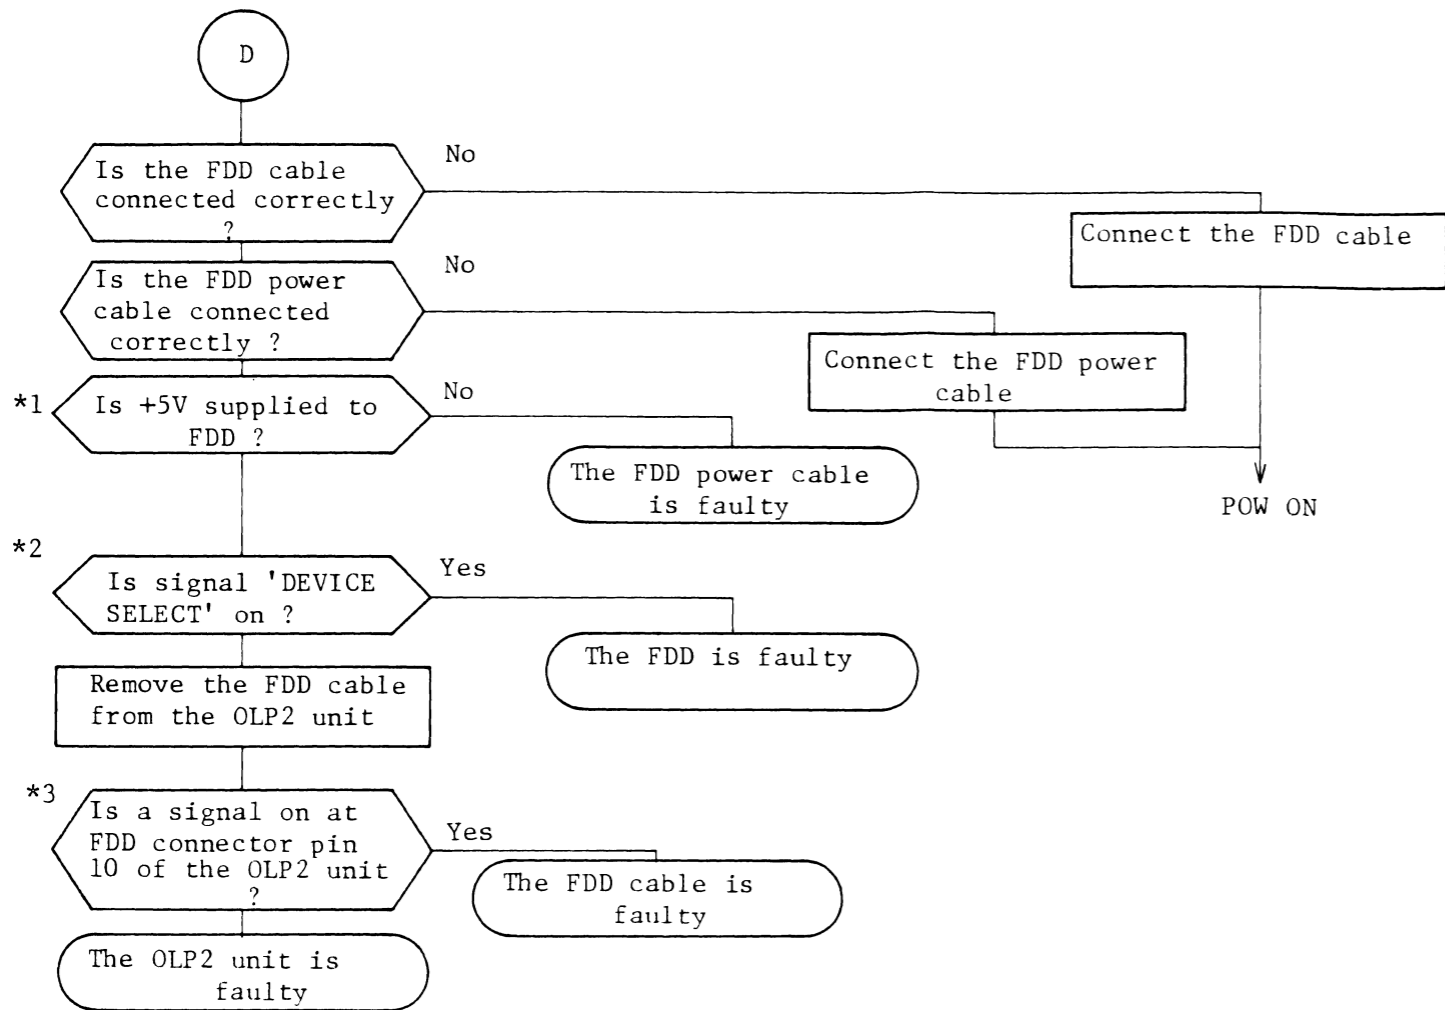 D
Is the FDD cable
connected correctly
?
No
Connect the FDD cable
Is the FDD power
cable connected
correctly ?
No
Connect the FDD power
cable
*1
Is +5V supplied to
FDD ?
No
The FDD power cable
is faulty
POW ON
*2
Is signal 'DEVICE
SELECT' on ?
Yes
The FDD is faulty
Remove the FDD cable
from the OLP2 unit
*3
Is a signal on at
FDD connector pin
10 of the OLP2 unit
?
Yes
The FDD cable is
faulty
The OLP2 unit is
faulty